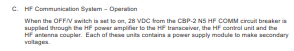 C. HF Communication System – Operation
When the OFF/V switch is set to on, 28 VDC from the CBP-2 N5 HF COMM circuit breaker is
supplied through the HF power amplifier to the HF transceiver, the HF control unit and the
HF antenna coupler. Each of these units contains a power supply module to make secondary
voltages.